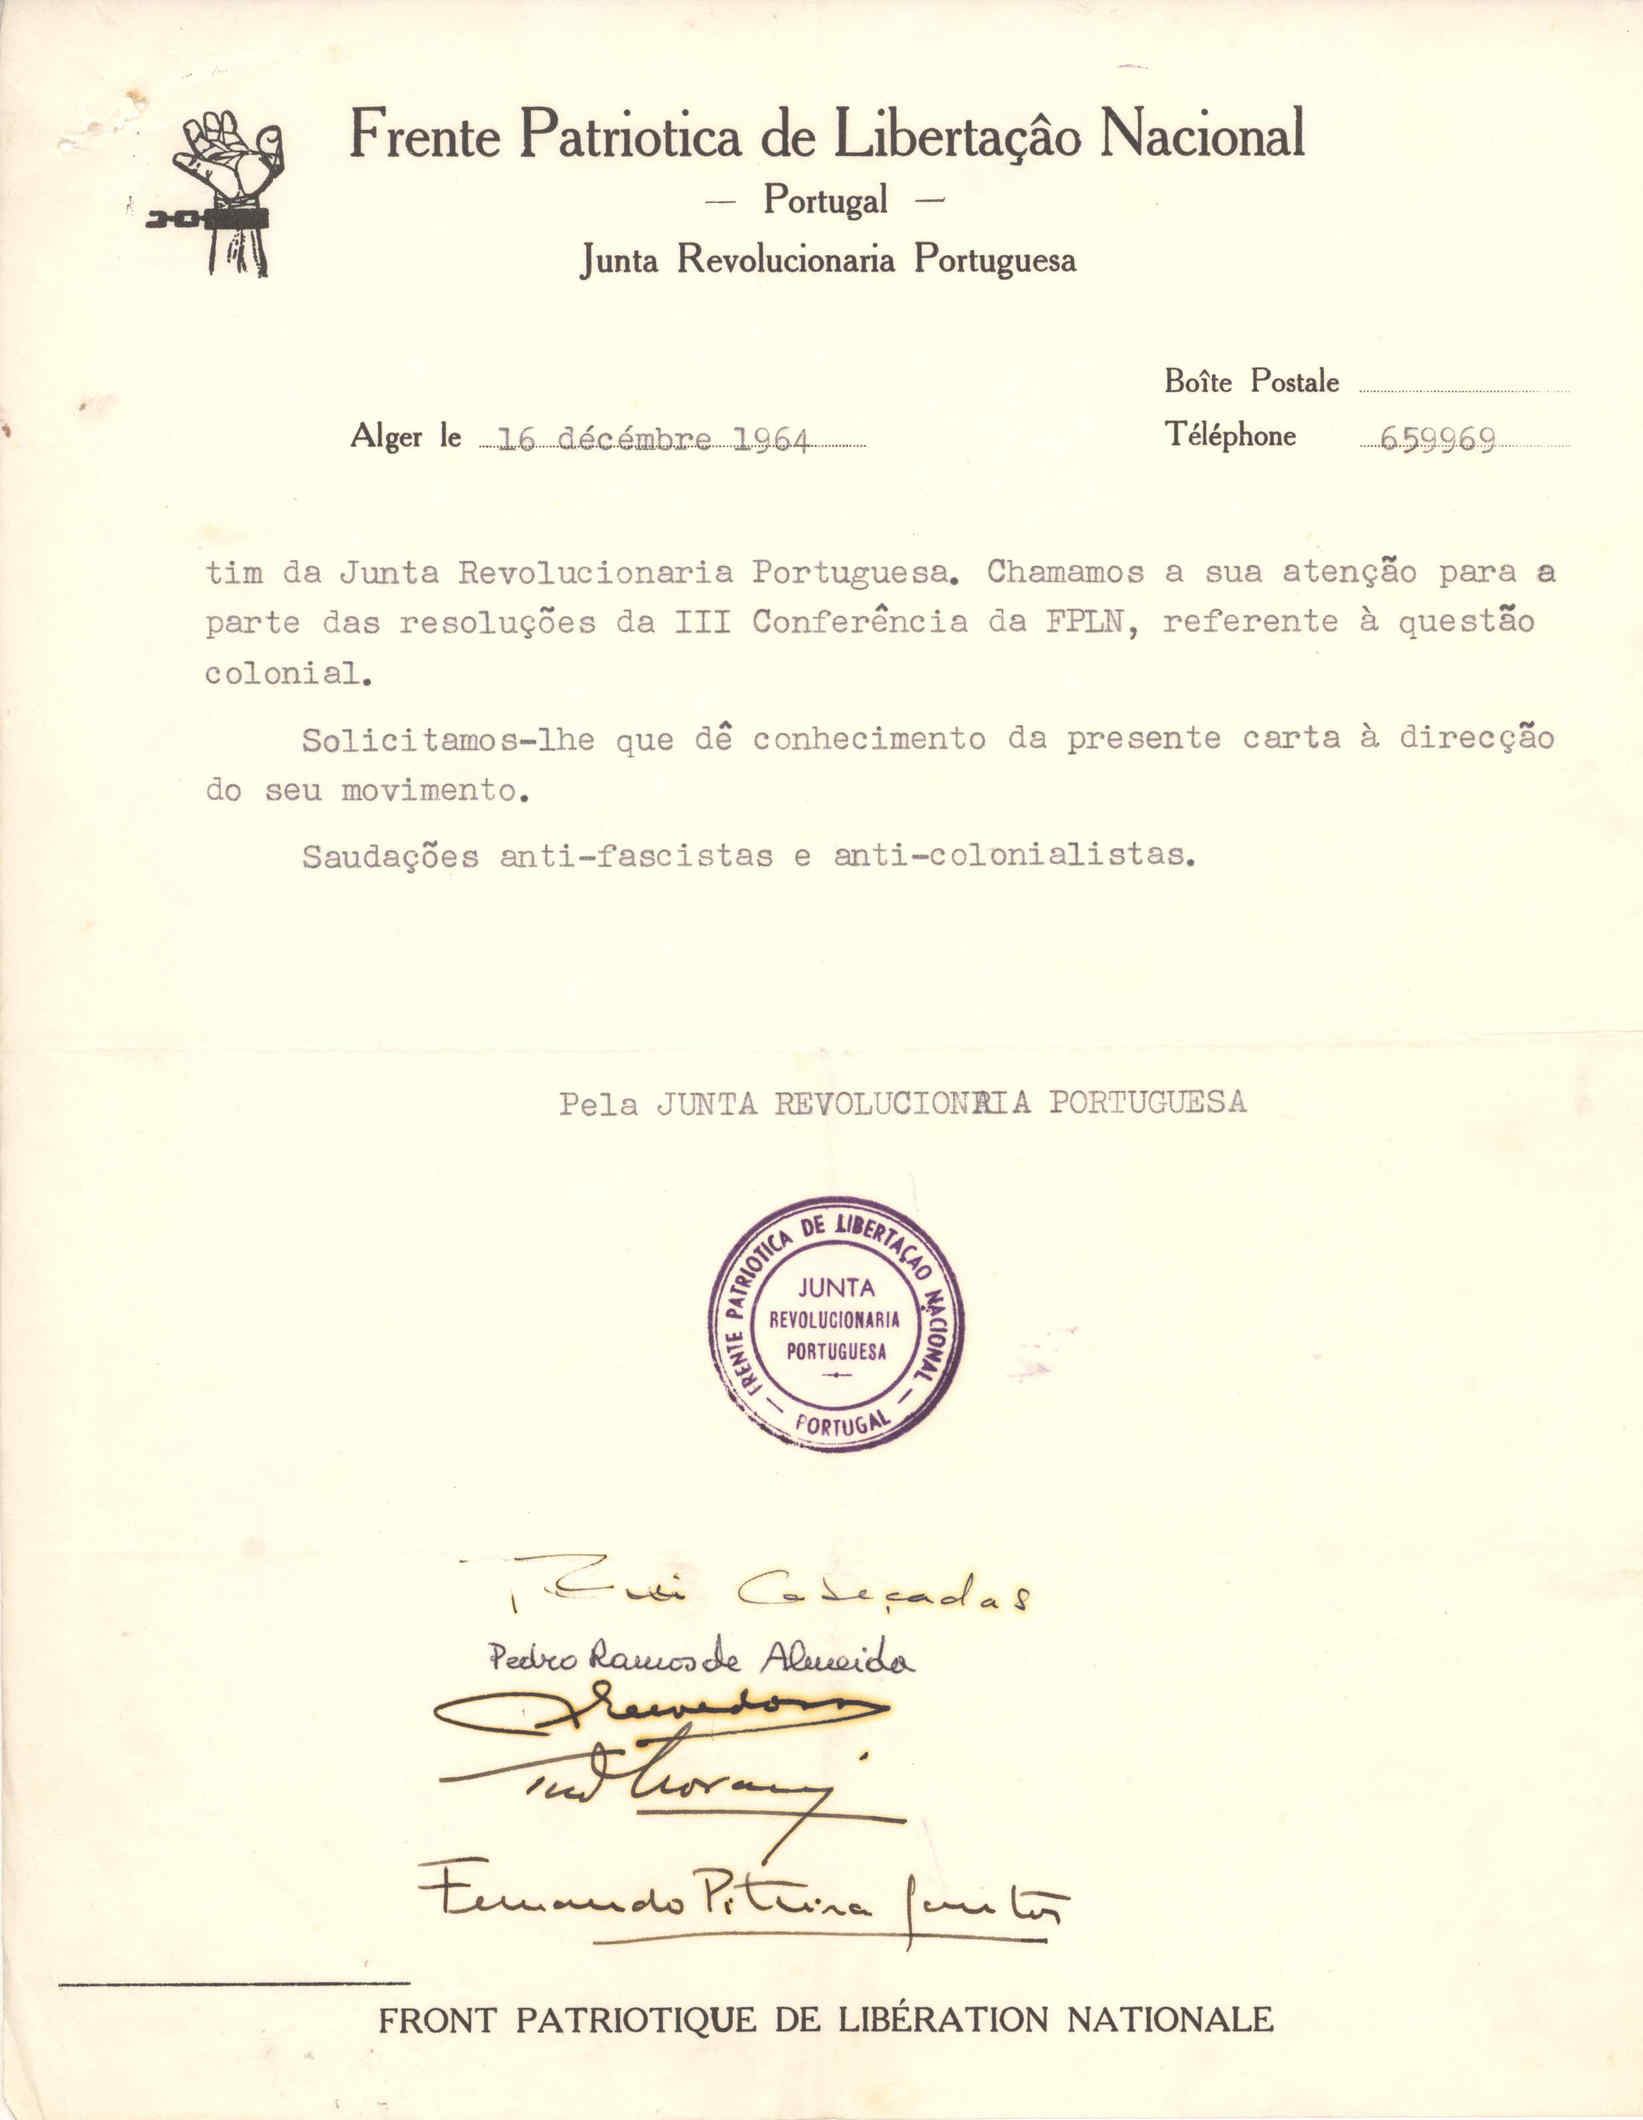 Frente Patriotica de Libertaçâo Nacional
— Portugal —
Junta Revolucionaria Portuguesa
Boîte Postale
Alger le 16 décémbre 1964
Téléphone 659969
tim da Junta Revolucionaria Portuguesa. Chamamos a sua atenção para a
parte das resoluções da III Conferência da FPLN, referente à questão
colonial.
Solicitamos-lhe que dê conhecimento da presente carta à direcção
do seu movimento.
Saudações anti-fascistas e anti-colonialistas.
Pela JUNTA REVOLUCIONRIA PORTUGUESA
FRENTE PATRIOTICA DE LIBERTAÇAO NACIONAL
JUNTA
REVOLUCIONARIA
PORTUGUESA
— PORTUGAL —
Rui Cabeçadas
Pedro Ramos de Almeida
Fernando Piteira Santos
FRONT PATRIOTIQUE DE LIBÉRATION NATIONALE